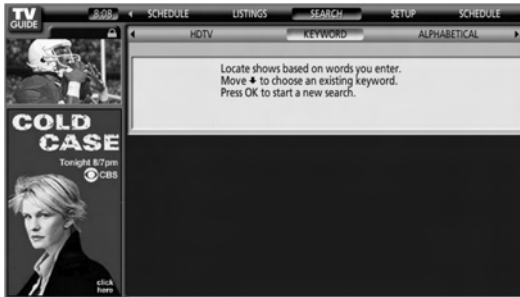 TV
GUIDE
8:08
SCHEDULE LISTINGS SEARCH SETUP SCHEDULE
HDTV KEYWORD ALPHABETICAL
Locate shows based on words you enter.
Move ↓ to choose an existing keyword.
Press OK to start a new search.
COLD
CASE
Tonight 8/7pm
CBS
click
here